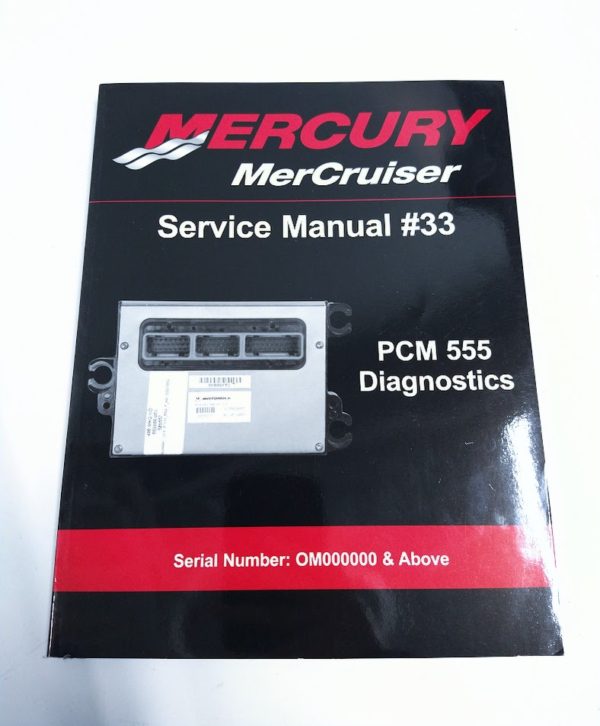 MERCURY
MerCruiser
Service Manual #33
PCM 555
Diagnostics
Serial Number: OM000000 & Above